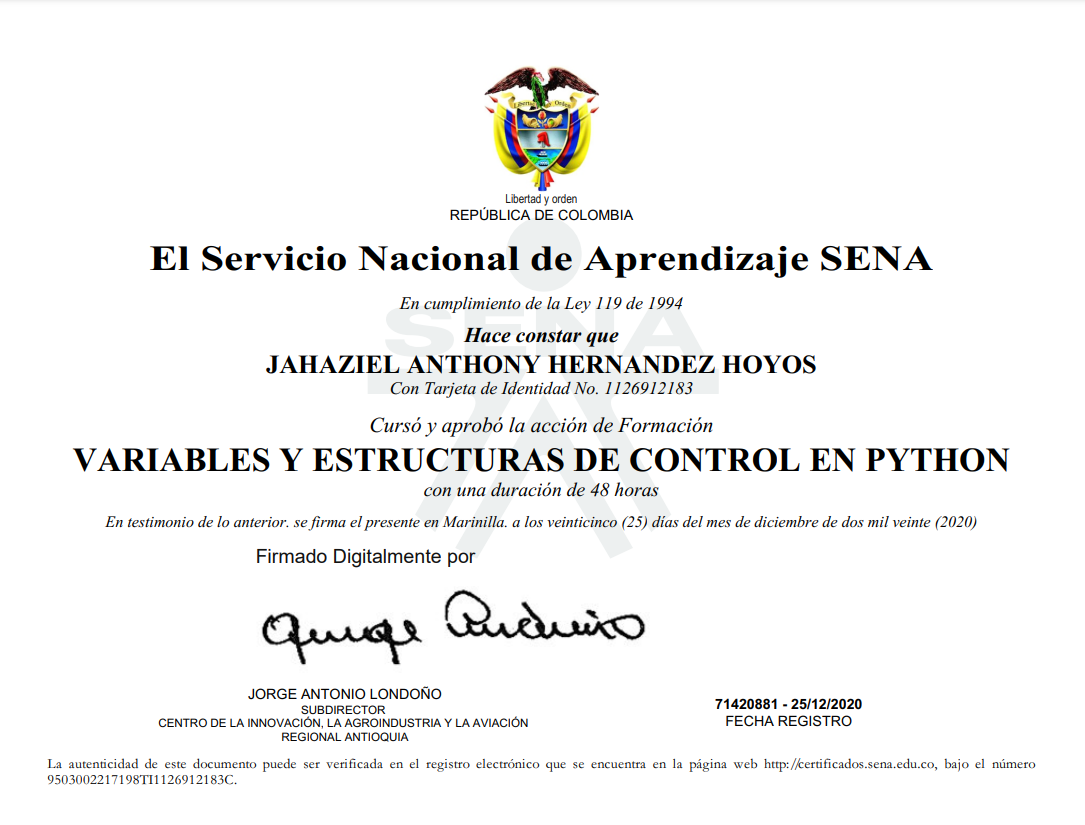 Libertad y Orden
Libertad y orden
REPÚBLICA DE COLOMBIA
El Servicio Nacional de Aprendizaje SENA
En cumplimiento de la Ley 119 de 1994
SENA
Hace constar que
JAHAZIEL ANTHONY HERNANDEZ HOYOS
Con Tarjeta de Identidad No. 1126912183
Cursó y aprobó la acción de Formación
VARIABLES Y ESTRUCTURAS DE CONTROL EN PYTHON
con una duración de 48 horas
En testimonio de lo anterior. se firma el presente en Marinilla. a los veinticinco (25) días del mes de diciembre de dos mil veinte (2020)
Firmado Digitalmente por
JORGE ANTONIO LONDOÑO
SUBDIRECTOR
CENTRO DE LA INNOVACIÓN, LA AGROINDUSTRIA Y LA AVIACIÓN
REGIONAL ANTIOQUIA
71420881 - 25/12/2020
FECHA REGISTRO
La autenticidad de este documento puede ser verificada en el registro electrónico que se encuentra en la página web http://certificados.sena.edu.co, bajo el número
9503002217198TI1126912183C.